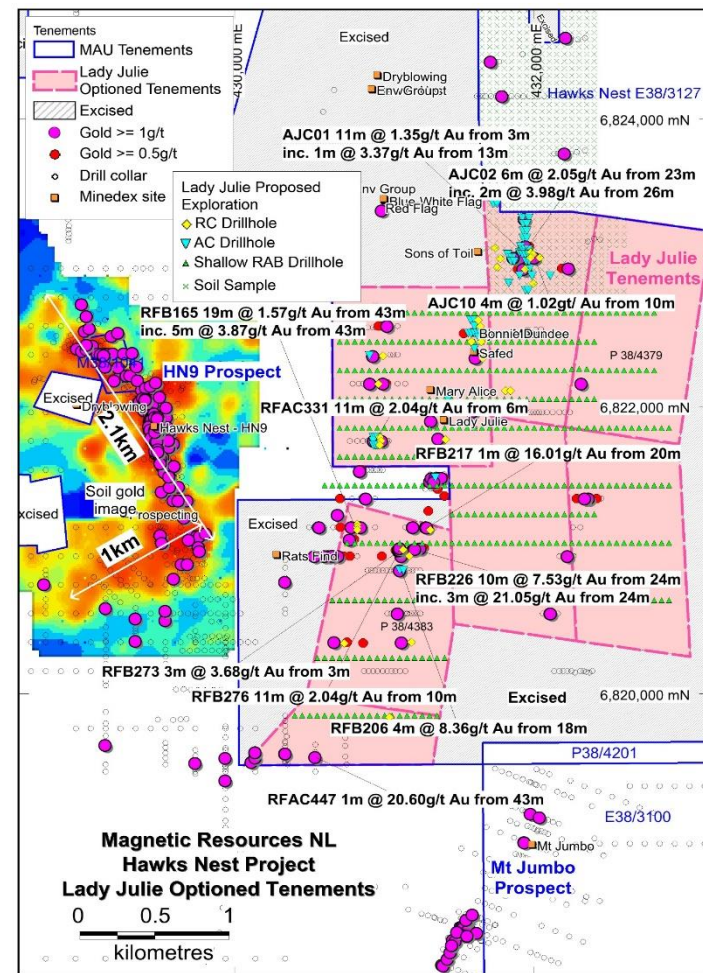 Tenements
MAU Tenements
Lady Julie
Optioned Tenements
Excised
Gold >= 1g/t
Gold >= 0.5g/t
Drill collar
Minedex site
Lady Julie Proposed
Exploration
RC Drillhole
AC Drillhole
Shallow RAB Drillhole
Soil Sample
430,000 mE
432,000 mE
Excised
Dryblowing
Hawks Nest E38/3127
6,824,000 mN
AJC01 11m @ 1.35g/t Au from 3m
inc. 1m @ 3.37g/t Au from 13m
AJC02 6m @ 2.05g/t Au from 23m
inc. 2m @ 3.98g/t Au from 26m
nv Group
Blue White Flag
Red Flag
Sons of Toil
Lady Julie
Tenements
RFB165 19m @ 1.57g/t Au from 43m
inc. 5m @ 3.87g/t Au from 43m
AJC10 4m @ 1.02gt/ Au from 10m
Bonnie Dundee
Safed
P 38/4379
HN9 Prospect
Excised
Dryblowing
Mary Alice
6,822,000 mN
RFAC331 11m @ 2.04g/t Au from 6m
Lady Julie
Hawks Nest - HN9
2.1km
RFB217 1m @ 16.01g/t Au from 20m
Soil gold
image
rospecting
Excised
xcised
1km
Rats Find
RFB226 10m @ 7.53g/t Au from 24m
inc. 3m @ 21.05g/t Au from 24m
P 38/4383
RFB273 3m @ 3.68g/t Au from 3m
RFB276 11m @ 2.04g/t Au from 10m
Excised
6,820,000 mN
RFB206 4m @ 8.36g/t Au from 18m
P38/4201
RFAC447 1m @ 20.60g/t Au from 43m
E38/3100
Magnetic Resources NL
Hawks Nest Project
Lady Julie Optioned Tenements
Mt Jumbo
Mt Jumbo
Prospect
0 0.5 1
kilometres